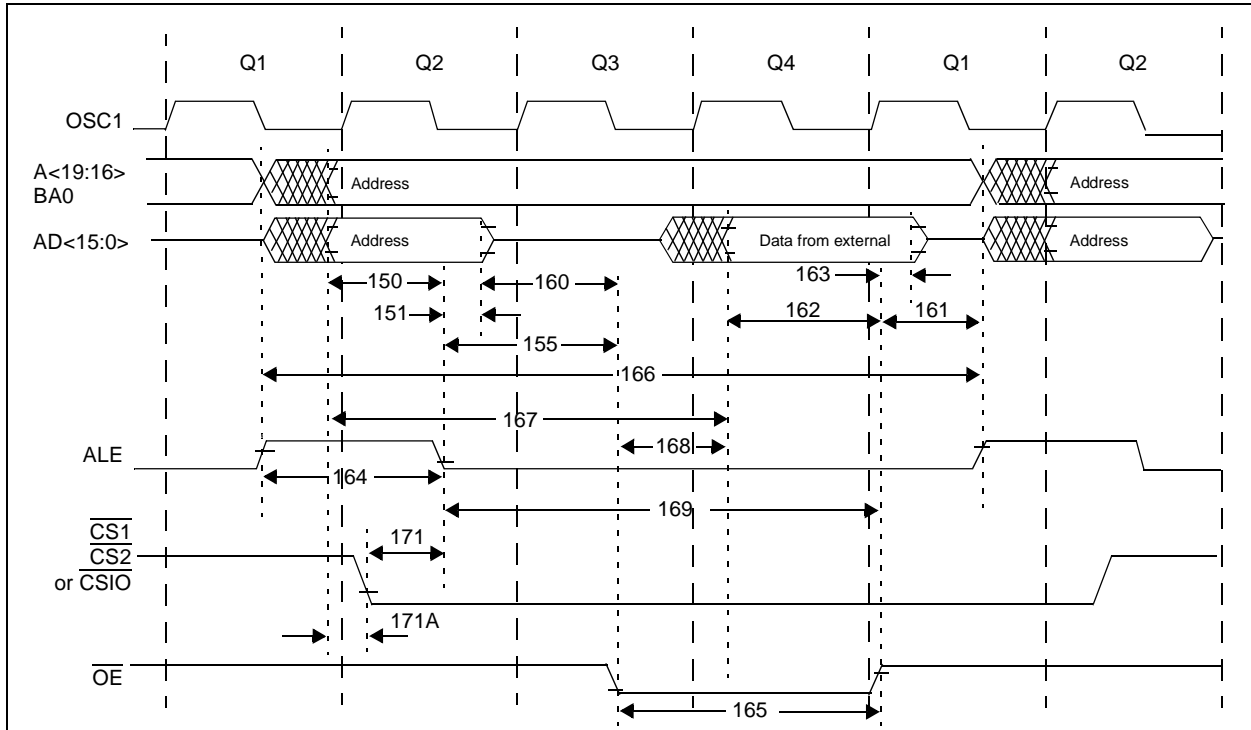 Q1 Q2 Q3 Q4 Q1 Q2
OSC1
A<19:16>
BA0
Address Address
AD<15:0>
Address Data from external Address
150 160 163
151 162 161
155
166
167
168
ALE
164
169
CS1
CS2
or CSIO
171
171A
OE
165